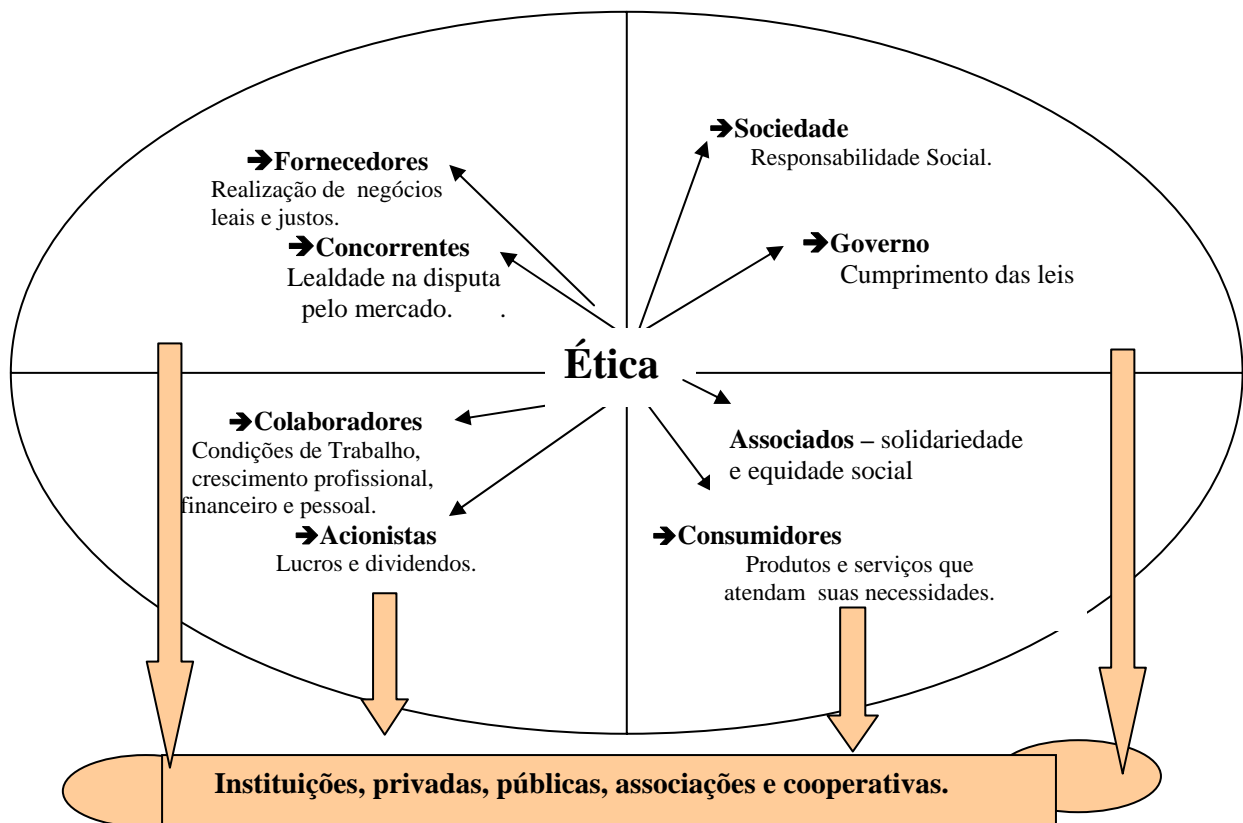 ➔Fornecedores
Realização de negócios
leais e justos.
➔Concorrentes
Lealdade na disputa
pelo mercado. .
➔Sociedade
Responsabilidade Social.
➔Governo
Cumprimento das leis
Ética
➔Colaboradores
Condições de Trabalho,
crescimento profissional,
financeiro e pessoal.
➔Acionistas
Lucros e dividendos.
Associados – solidariedade
e equidade social
➔Consumidores
Produtos e serviços que
atendam suas necessidades.
Instituições, privadas, públicas, associações e cooperativas.